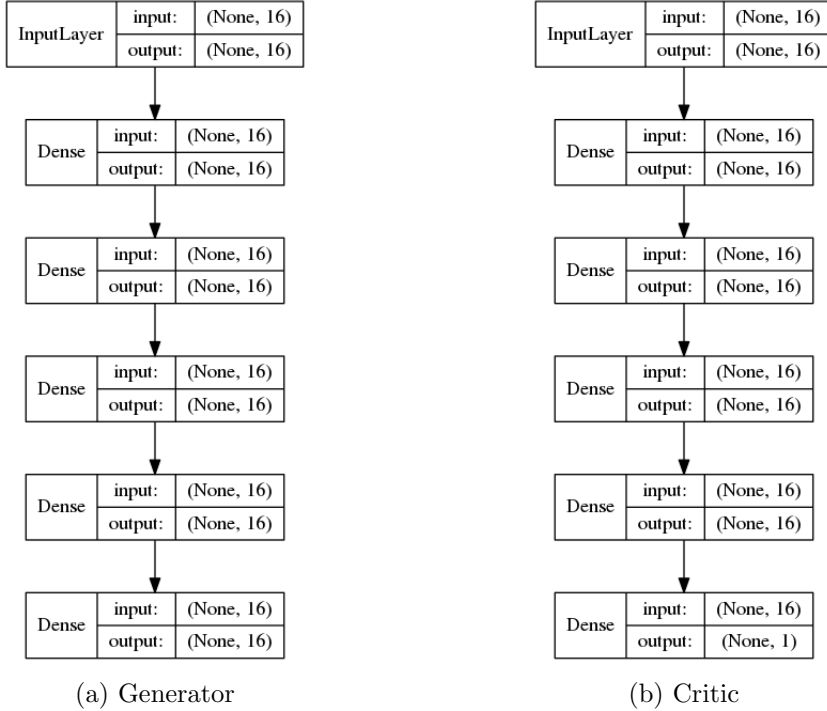 InputLayer
input: (None, 16)
output: (None, 16)
Dense
input: (None, 16)
output: (None, 16)
Dense
input: (None, 16)
output: (None, 16)
Dense
input: (None, 16)
output: (None, 16)
Dense
input: (None, 16)
output: (None, 16)
Dense
input: (None, 16)
output: (None, 16)
(a) Generator
InputLayer
input: (None, 16)
output: (None, 16)
Dense
input: (None, 16)
output: (None, 16)
Dense
input: (None, 16)
output: (None, 16)
Dense
input: (None, 16)
output: (None, 16)
Dense
input: (None, 16)
output: (None, 16)
Dense
input: (None, 16)
output: (None, 1)
(b) Critic